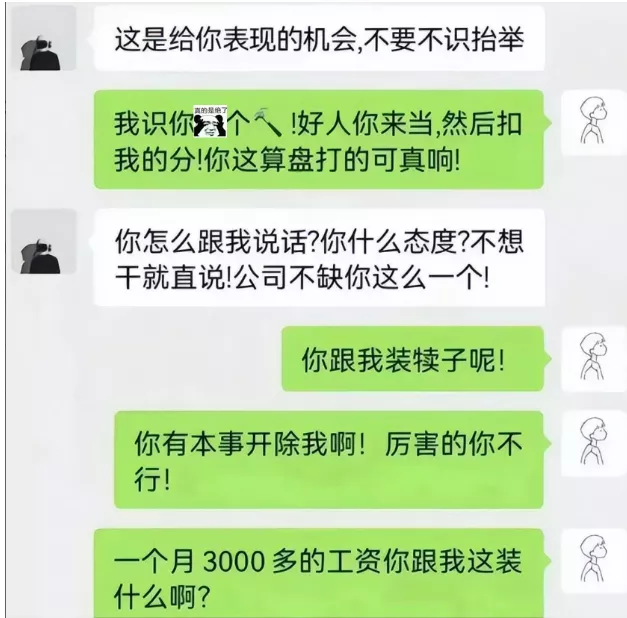 这是给你表现的机会,不要不识抬举
真的是绝了
我识你个🔨!好人你来当,然后扣
我的分!你这算盘打的可真响!
你怎么跟我说话?你什么态度?不想
干就直说!公司不缺你这么一个!
你跟我装犊子呢!
你有本事开除我啊!厉害的你不
行!
一个月 3000 多的工资你跟我这装
什么啊?